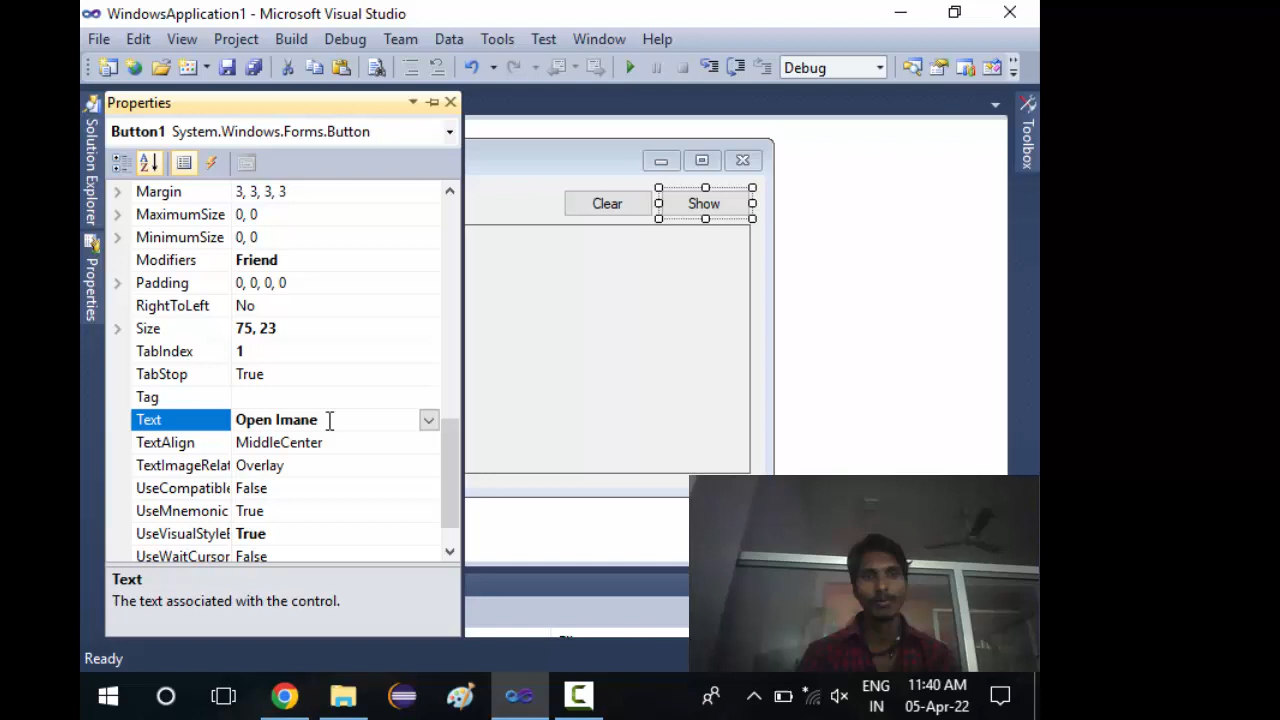 WindowsApplication1 - Microsoft Visual Studio
File Edit View Project Build Debug Team Data Tools Test Window Help
Debug
Properties
Button1 System.Windows.Forms.Button
Solution Explorer
Properties
Toolbox
Margin 3, 3, 3, 3
MaximumSize 0, 0
MinimumSize 0, 0
Modifiers Friend
Padding 0, 0, 0, 0
RightToLeft No
Size 75, 23
TabIndex 1
TabStop True
Tag
Text Open Imane
TextAlign MiddleCenter
TextImageRelat Overlay
UseCompatible False
UseMnemonic True
UseVisualStyleB True
UseWaitCursor False
Clear Show
Text
The text associated with the control.
Ready
ENG
IN
11:40 AM
05-Apr-22